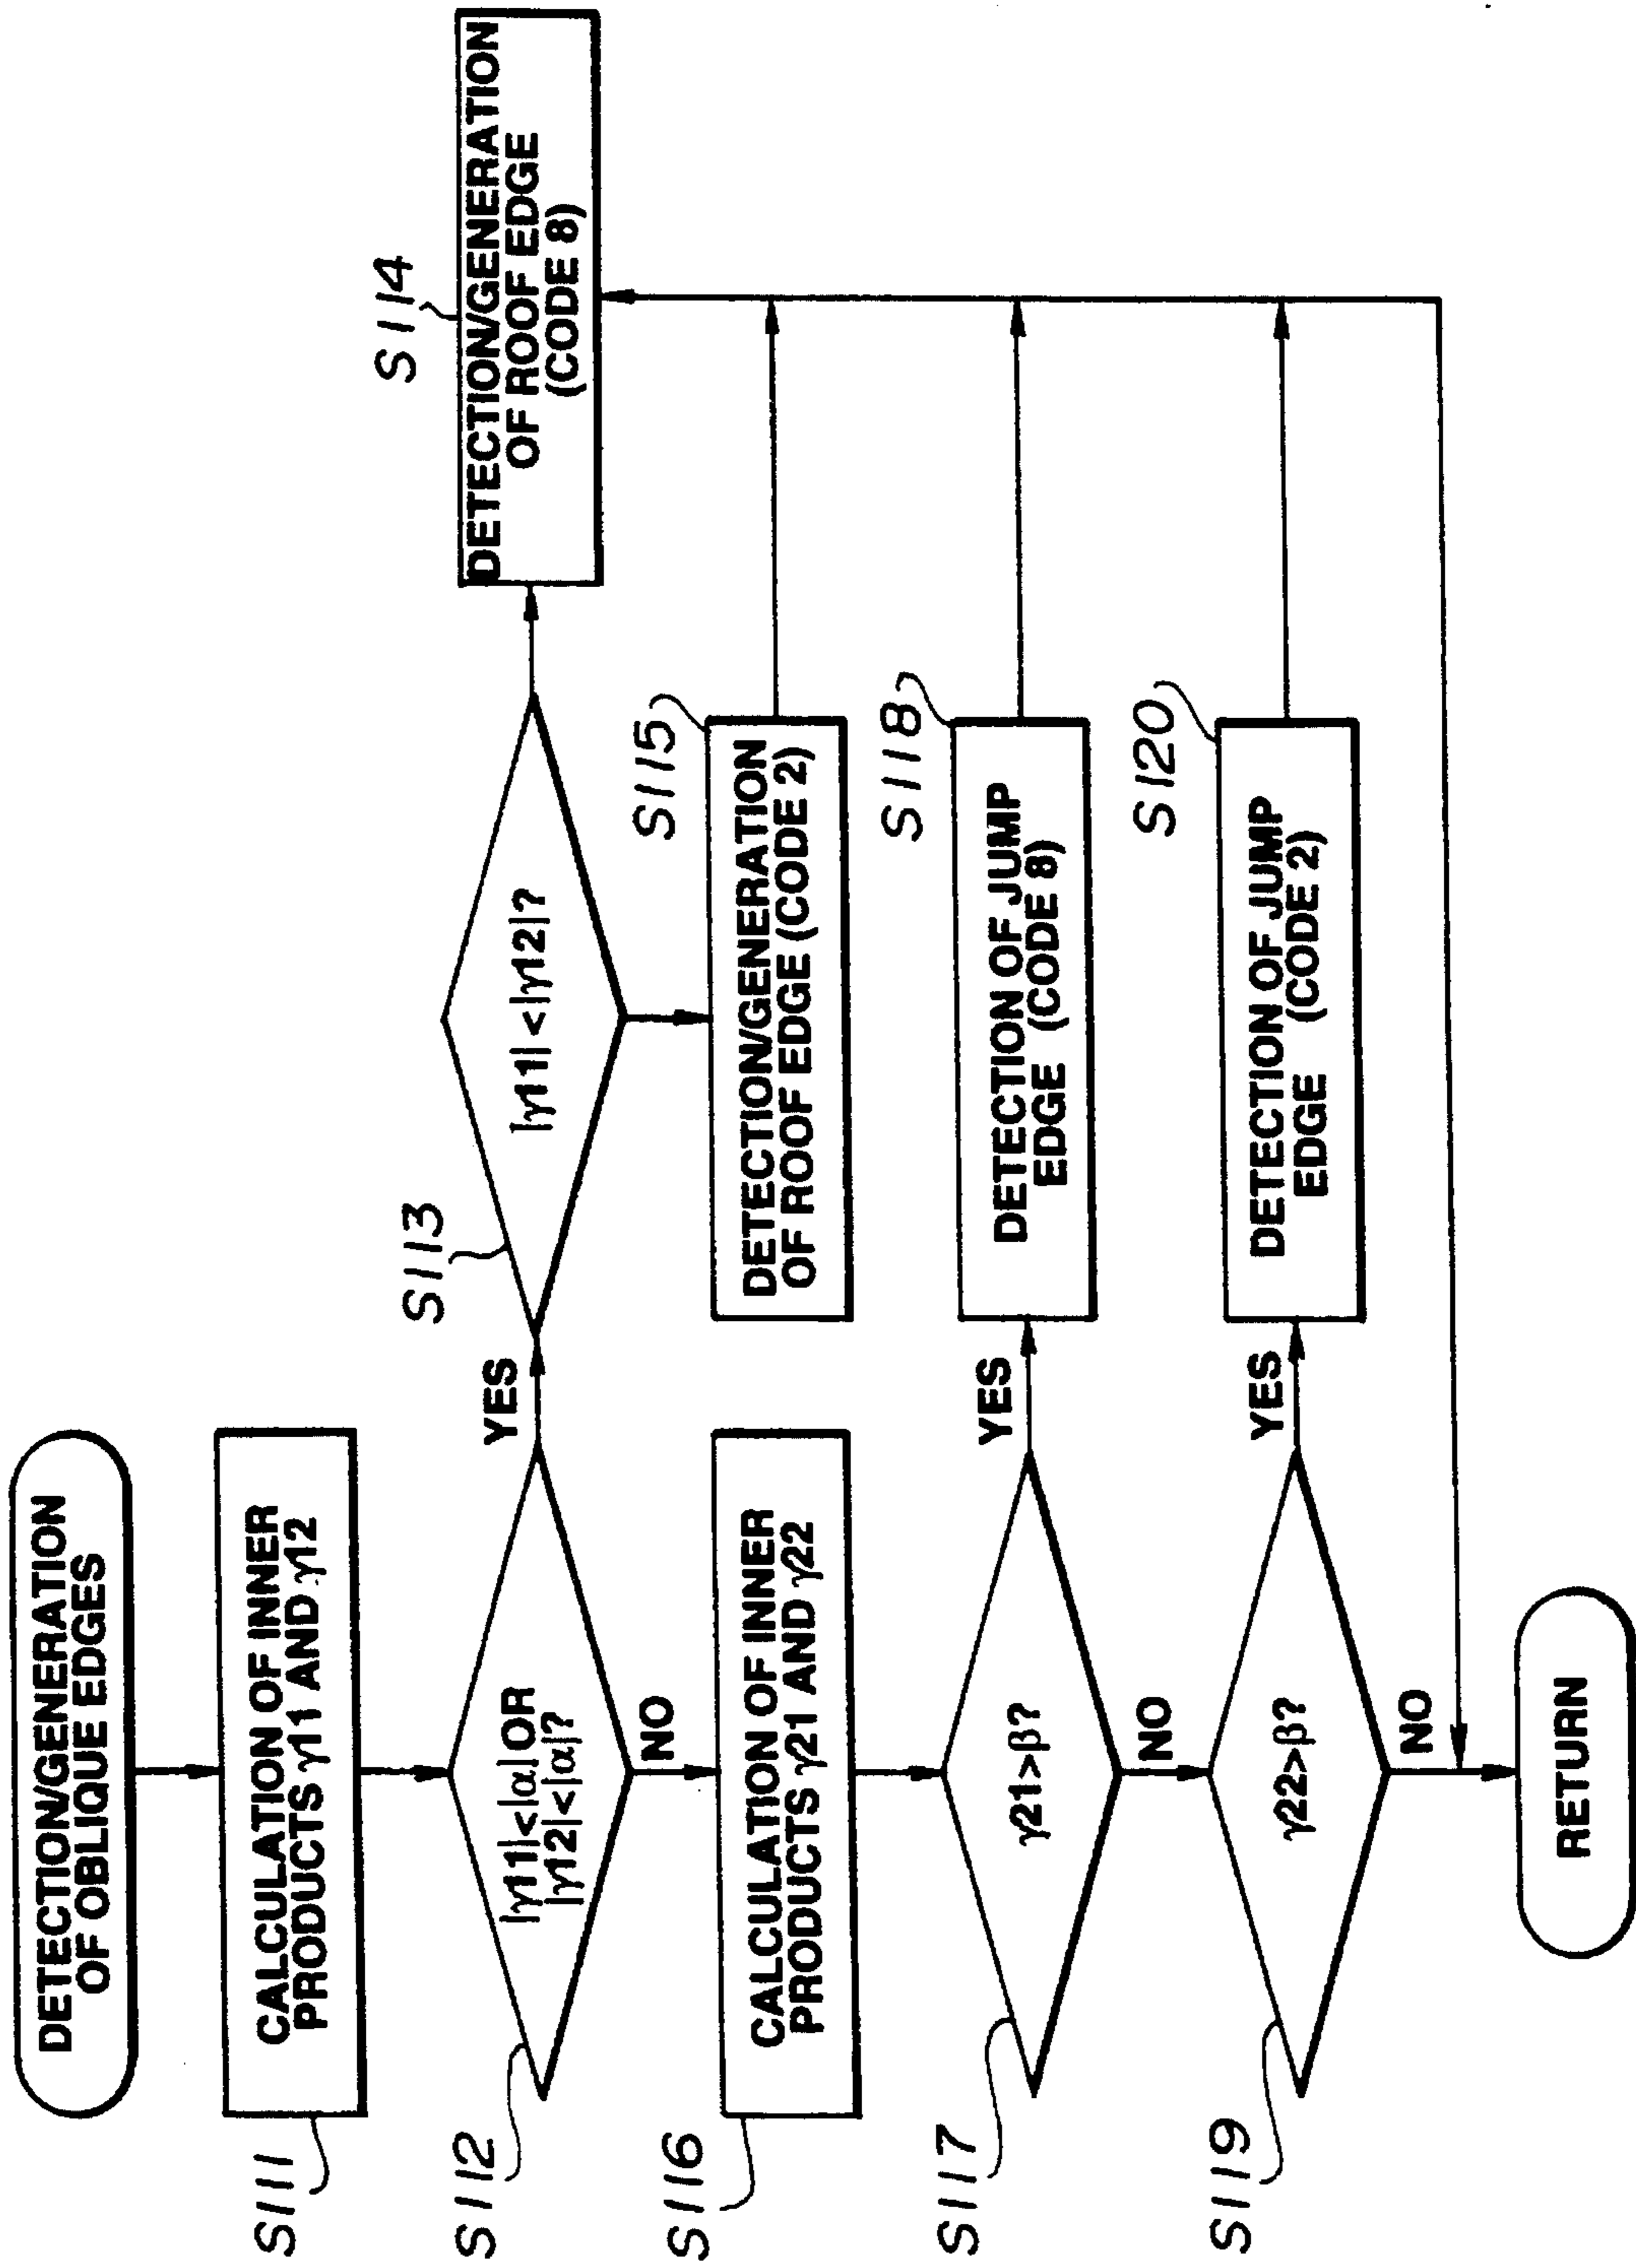 DETECTION/GENERATION
OF OBLIQUE EDGES
S111
CALCULATION OF INNER
PRODUCTS γ11 AND γ12
S112
|γ11|<|α| OR
|γ12|<|α|?
YES
NO
S113
|γ11|<|γ12|?
S114
DETECTION/GENERATION
OF ROOF EDGE
(CODE 8)
S115
DETECTION/GENERATION
OF ROOF EDGE (CODE 2)
S116
CALCULATION OF INNER
PRODUCTS γ21 AND γ22
S117
γ21>β?
YES
NO
S118
DETECTION OF JUMP
EDGE (CODE 8)
S119
γ22>β?
YES
NO
S120
DETECTION OF JUMP
EDGE (CODE 2)
RETURN